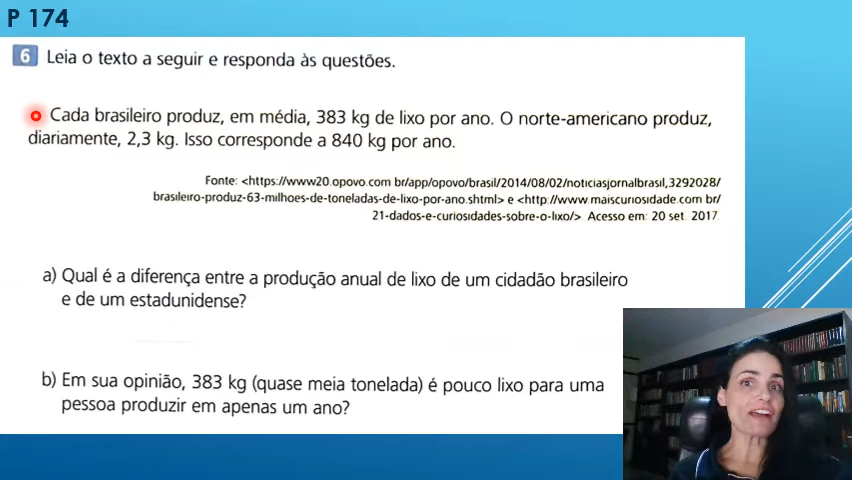 P 174
6 Leia o texto a seguir e responda às questões.
Cada brasileiro produz, em média, 383 kg de lixo por ano. O norte-americano produz,
diariamente, 2,3 kg. Isso corresponde a 840 kg por ano.
Fonte: <https://www20.opovo.com br/app/opovo/brasil/2014/08/02/noticiasjornalbrasil,3292028/
brasileiro-produz-63-milhoes-de-toneladas-de-lixo-por-ano.shtml> e <http://www.maiscuriosidade.com br/
21-dados-e-curiosidades-sobre-o-lixo/>. Acesso em: 20 set. 2017.
a) Qual é a diferença entre a produção anual de lixo de um cidadão brasileiro
e de um estadunidense?
b) Em sua opinião, 383 kg (quase meia tonelada) é pouco lixo para uma
pessoa produzir em apenas um ano?